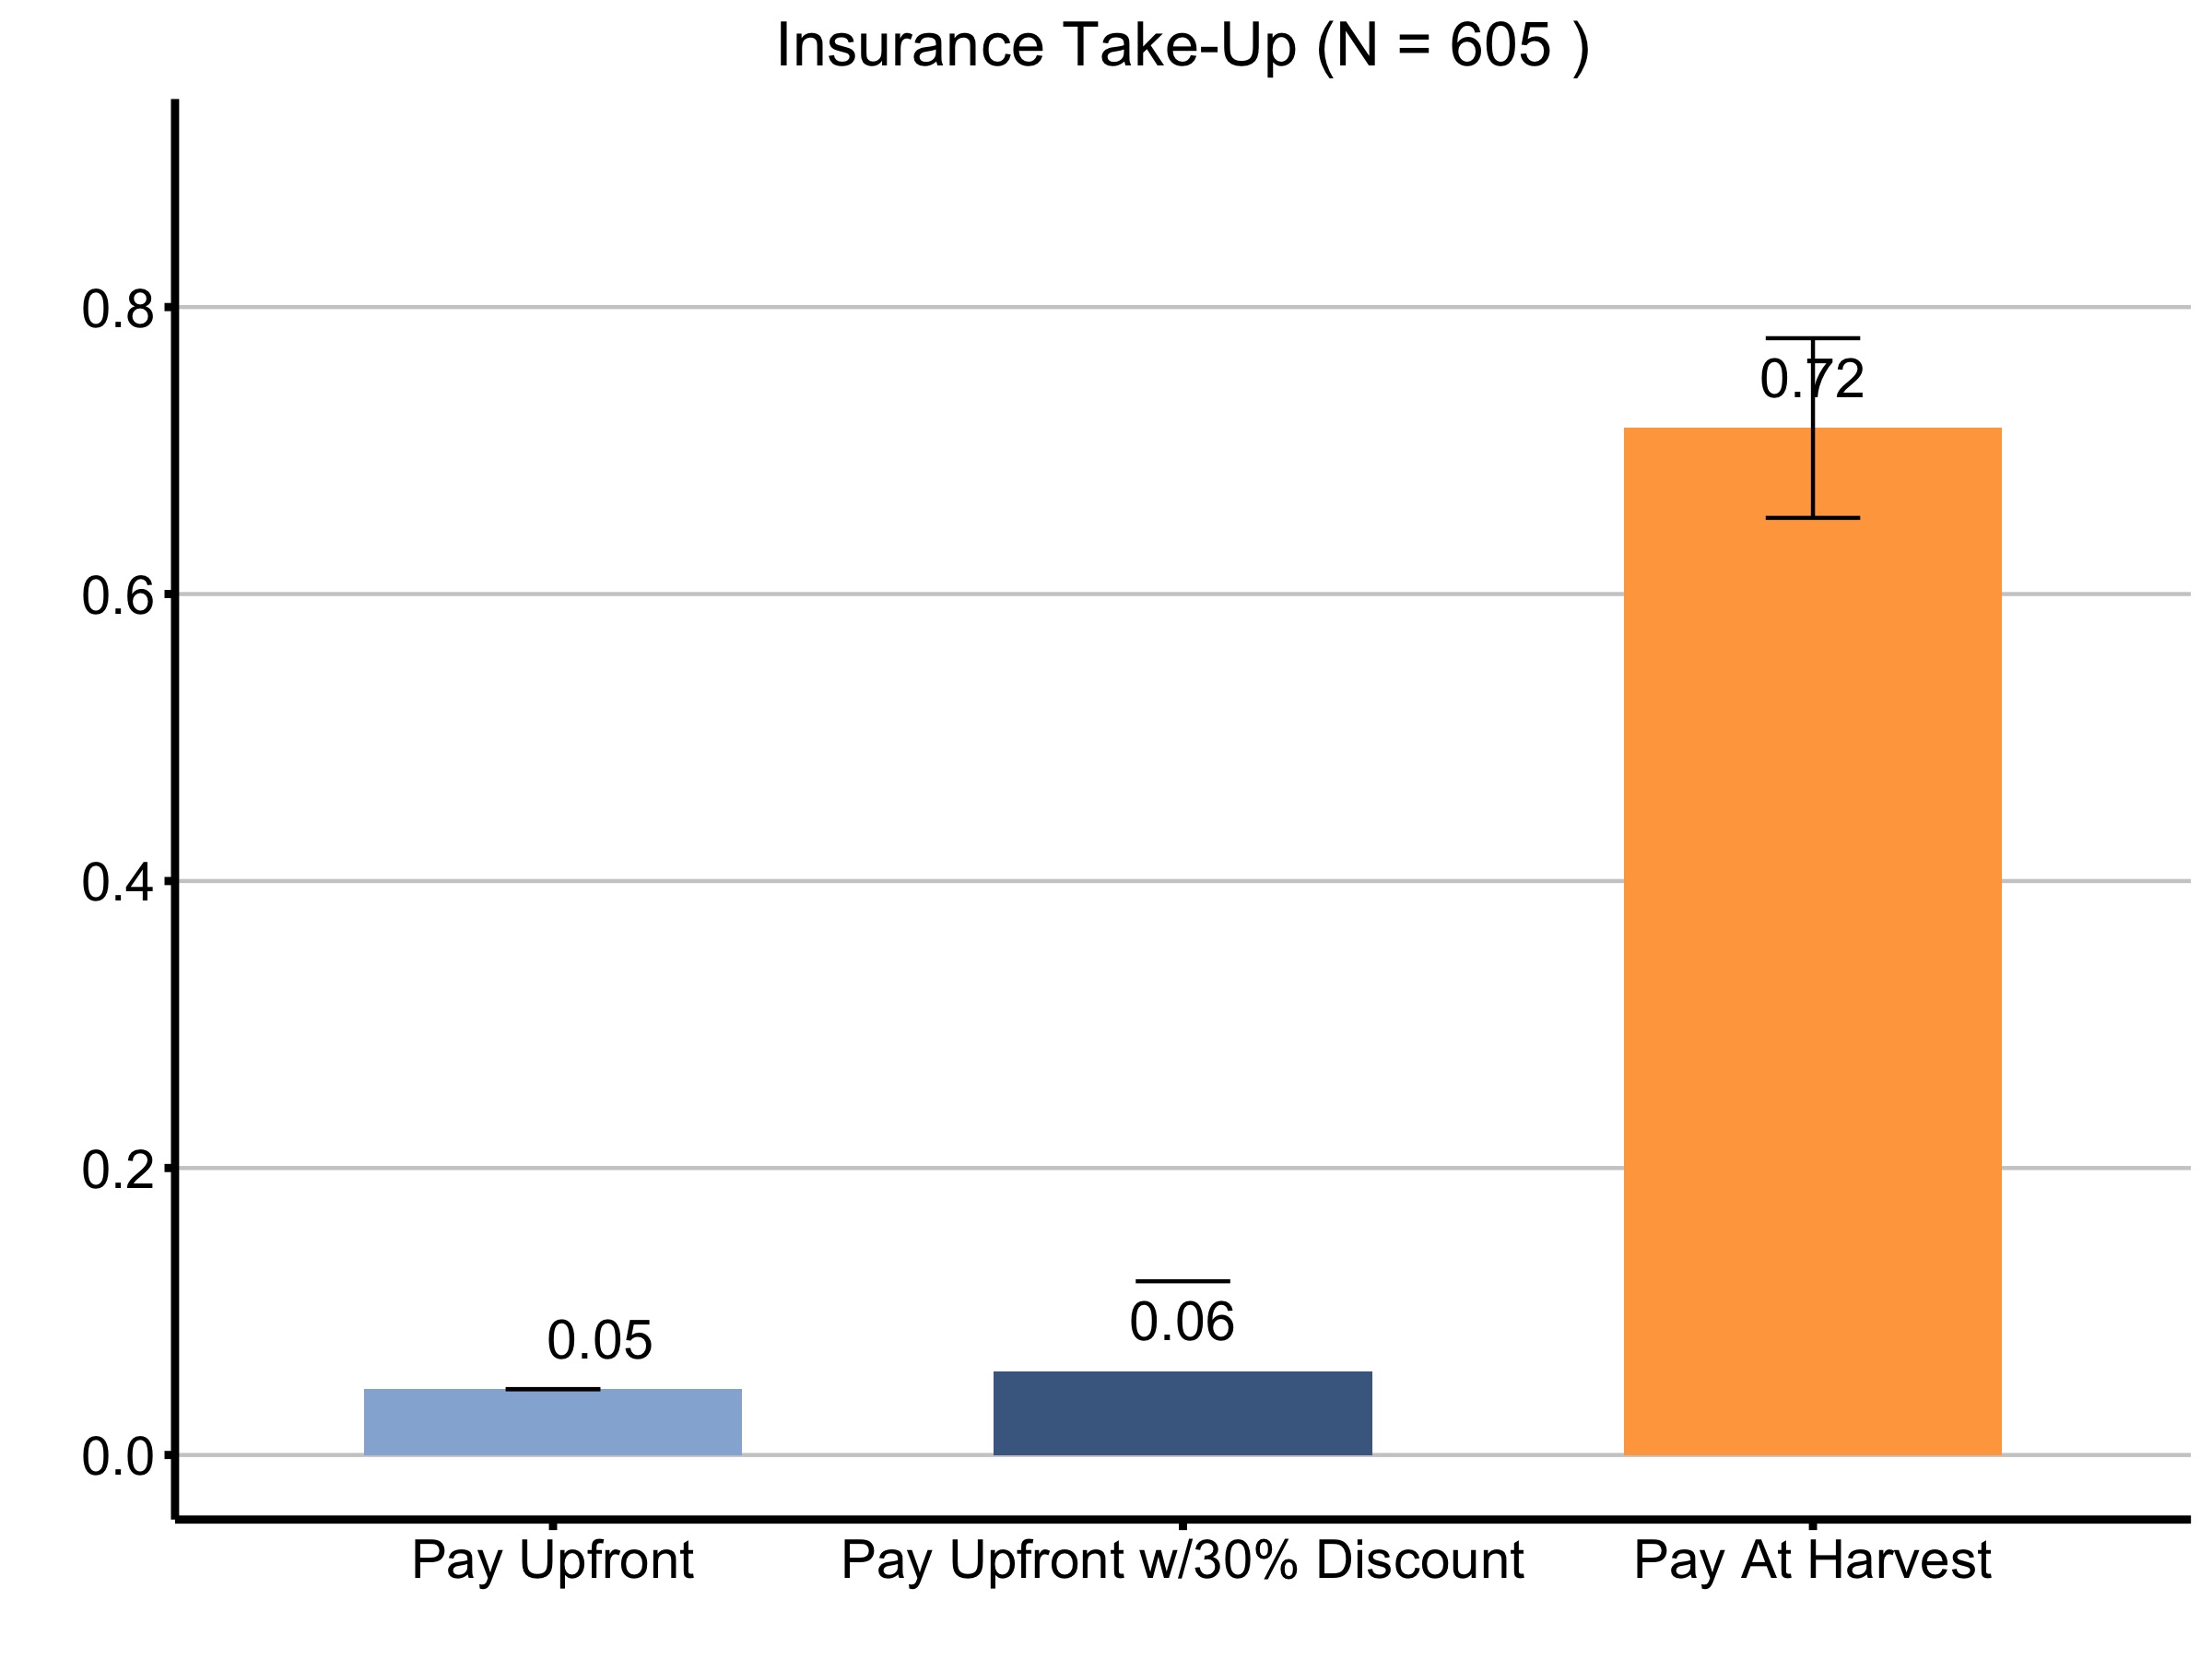 Insurance Take-Up (N = 605 )
0.8
0.72
0.6
0.4
0.2
0.05
0.06
0.0
Pay Upfront
Pay Upfront w/30% Discount
Pay At Harvest